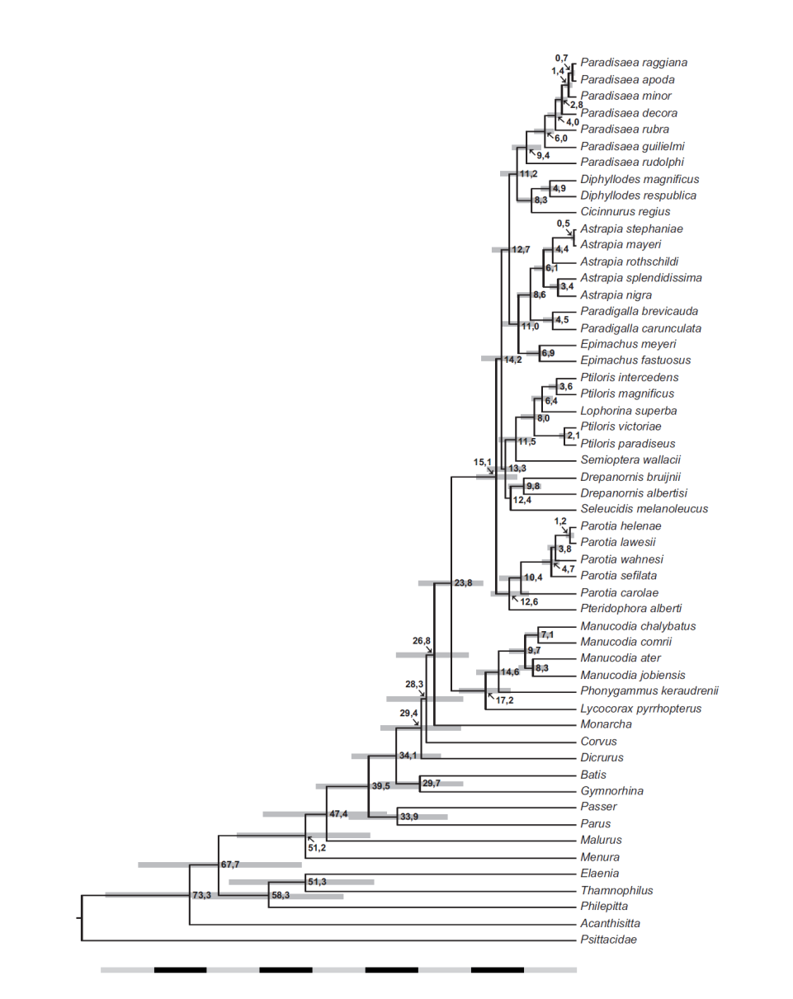 0,7
Paradisaea raggiana
1,4
Paradisaea apoda
Paradisaea minor
2,8
Paradisaea decora
4,0
Paradisaea rubra
6,0
Paradisaea guilielmi
9,4
Paradisaea rudolphi
11,2
Diphyllodes magnificus
4,9
Diphyllodes respublica
8,3
Cicinnurus regius
0,5
Astrapia stephaniae
Astrapia mayeri
12,7
4,4
Astrapia rothschildi
6,1
Astrapia splendidissima
3,4
Astrapia nigra
8,6
Paradigalla brevicauda
4,5
11,0
Paradigalla carunculata
Epimachus meyeri
6,9
14,2
Epimachus fastuosus
Ptiloris intercedens
3,6
Ptiloris magnificus
6,4
Lophorina superba
8,0
Ptiloris victoriae
2,1
11,5
Ptiloris paradiseus
Semioptera wallacii
15,1
13,3
Drepanornis bruijnii
9,8
Drepanornis albertisi
12,4
Seleucidis melanoleucus
1,2
Parotia helenae
Parotia lawesii
3,8
Parotia wahnesi
4,7
Parotia sefilata
10,4
23,8
Parotia carolae
12,6
Pteridophora alberti
Manucodia chalybatus
7,1
26,8
Manucodia comrii
9,7
Manucodia ater
8,3
14,6
Manucodia jobiensis
28,3
Phonygammus keraudrenii
17,2
Lycocorax pyrrhopterus
29,4
Monarcha
Corvus
34,1
Dicrurus
Batis
29,7
39,5
Gymnorhina
Passer
47,4
33,9
Parus
Malurus
51,2
Menura
67,7
Elaenia
51,3
Thamnophilus
73,3
58,3
Philepitta
Acanthisitta
Psittacidae